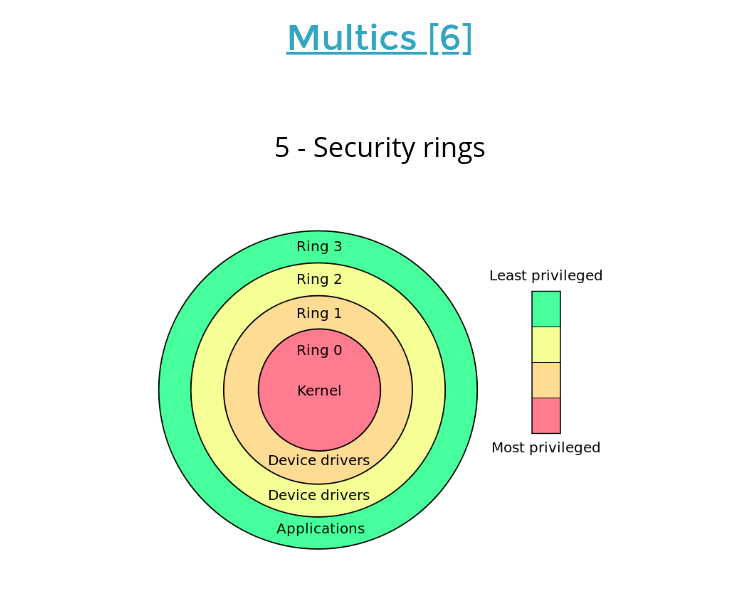 Multics [6]
5 - Security rings
Ring 3
Ring 2
Ring 1
Ring 0
Kernel
Device drivers
Device drivers
Applications
Least privileged
Most privileged